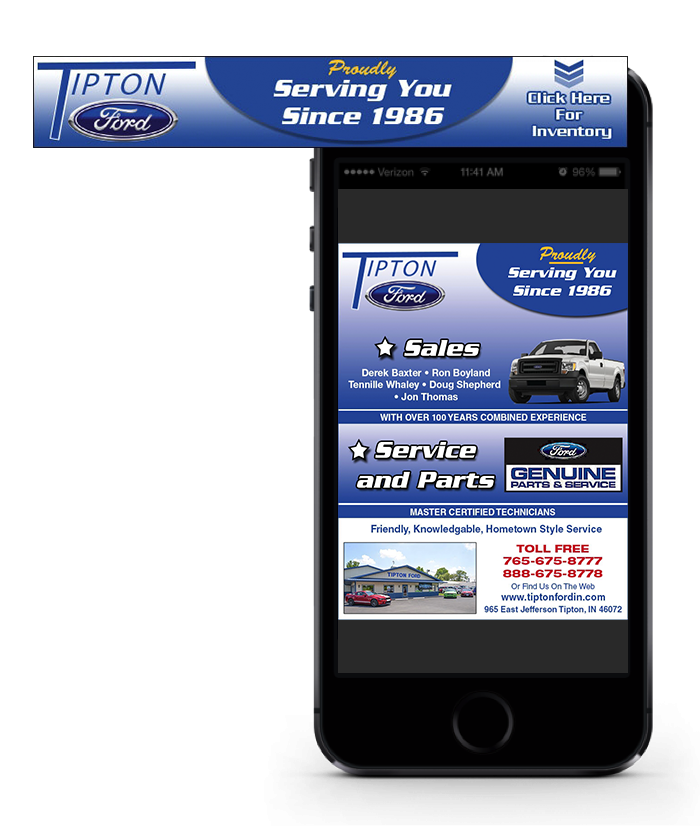 TIPTON
Ford
Proudly
Serving You
Since 1986
Click Here
For
Inventory
Verizon
11:41 AM
96%
TIPTON
Ford
Proudly
Serving You
Since 1986
Sales
Derek Baxter • Ron Boyland
Tennille Whaley • Doug Shepherd
• Jon Thomas
WITH OVER 100 YEARS COMBINED EXPERIENCE
Service
and Parts
Ford
GENUINE
PARTS & SERVICE
MASTER CERTIFIED TECHNICIANS
Friendly, Knowledgable, Hometown Style Service
TIPTON FORD
TOLL FREE
765-675-8777
888-675-8778
Or Find Us On The Web
www.tiptonfordin.com
965 East Jefferson Tipton, IN 46072